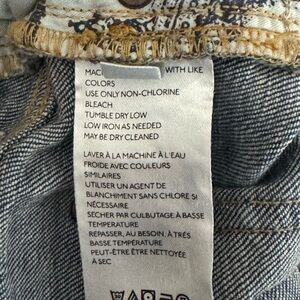 MAC WITH LIKE
COLORS
USE ONLY NON-CHLORINE
BLEACH
TUMBLE DRY LOW
LOW IRON AS NEEDED
MAY BE DRY CLEANED
LAVER À LA MACHINE À L'EAU
FROIDE AVEC COULEURS
SIMILAIRES
UTILISER UN AGENT DE
BLANCHIMENT SANS CHLORE SI
NÉCESSAIRE
SÉCHER PAR CULBUTAGE À BASSE
TEMPERATURE
REPASSER, AU BESOIN, À TRÉS
BASSE TEMPÉRATURE
PEUT-ÊTRE ÊTRE NETTOYÉE
À SEC